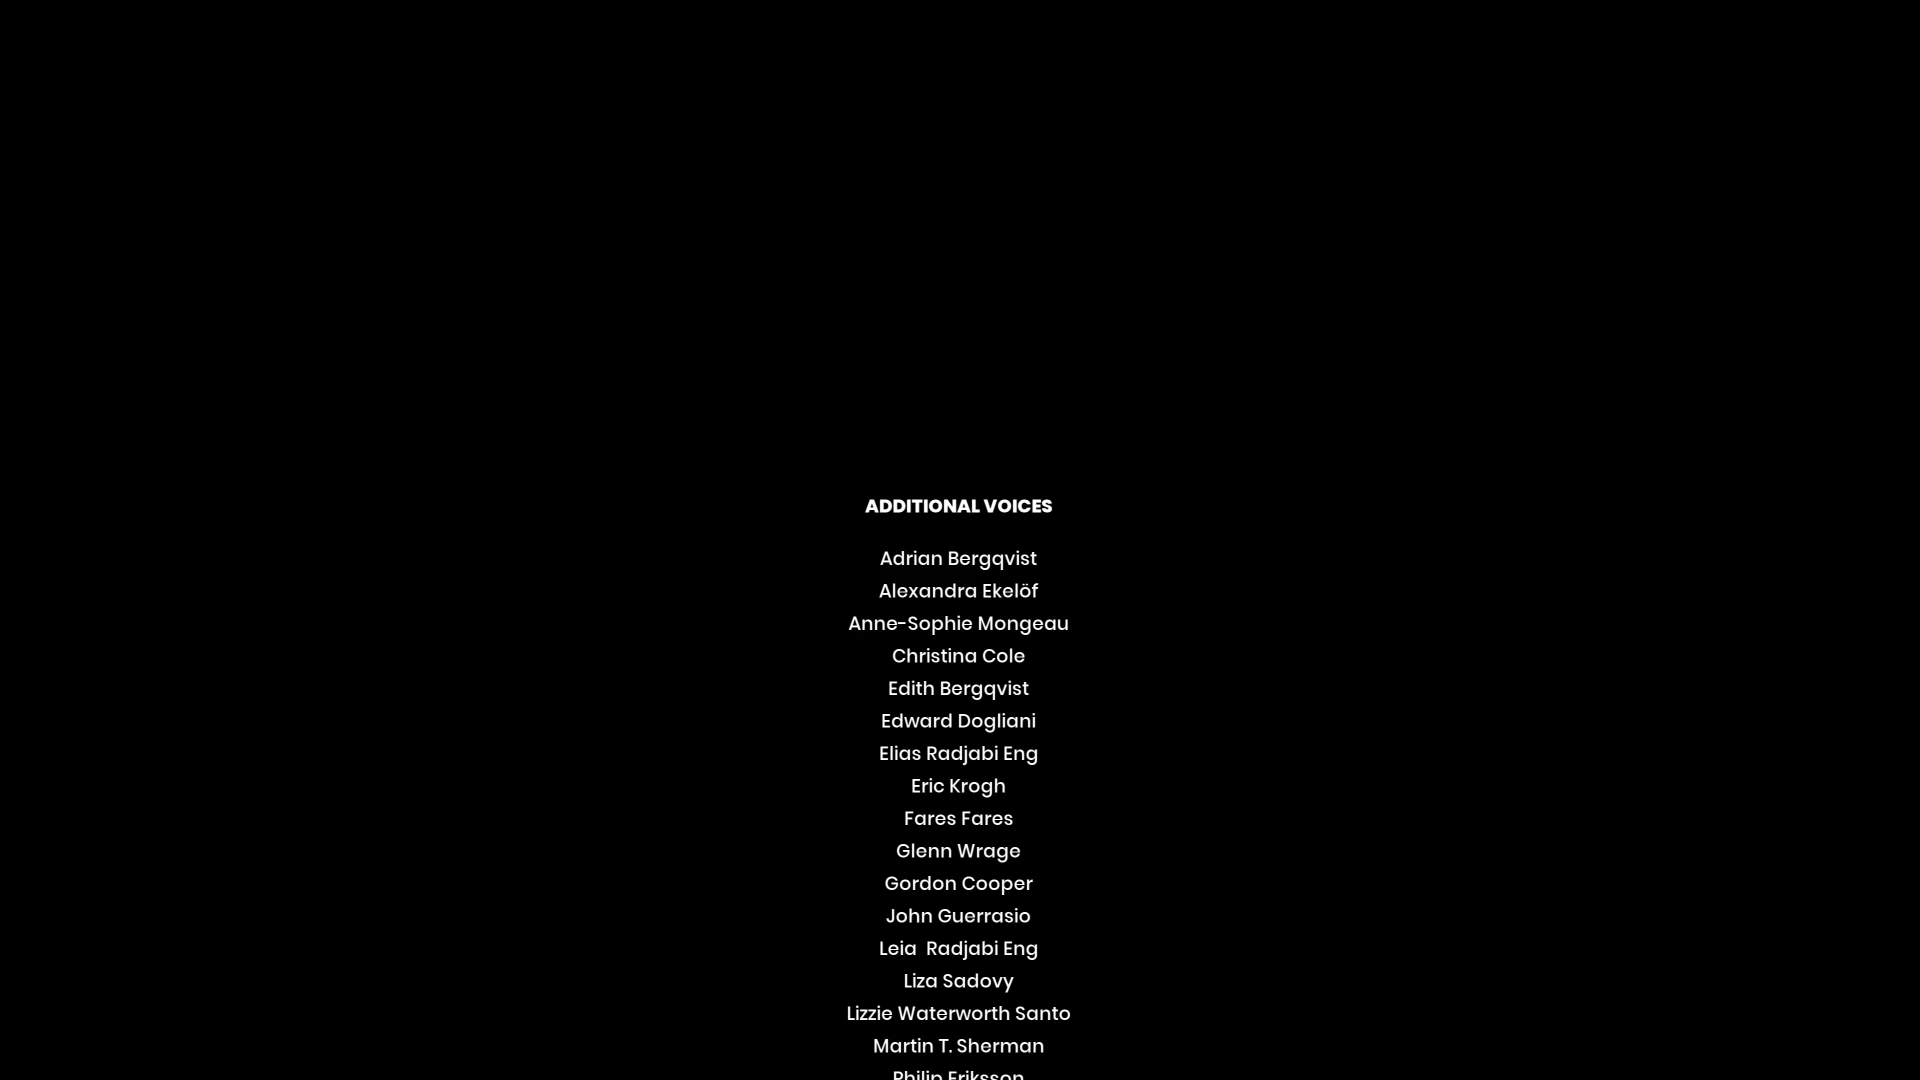 ADDITIONAL VOICES
Adrian Bergqvist
Alexandra Ekelöf
Anne-Sophie Mongeau
Christina Cole
Edith Bergqvist
Edward Dogliani
Elias Radjabi Eng
Eric Krogh
Fares Fares
Glenn Wrage
Gordon Cooper
John Guerrasio
Leia  Radjabi Eng
Liza Sadovy
Lizzie Waterworth Santo
Martin T. Sherman
Philip Eriksson